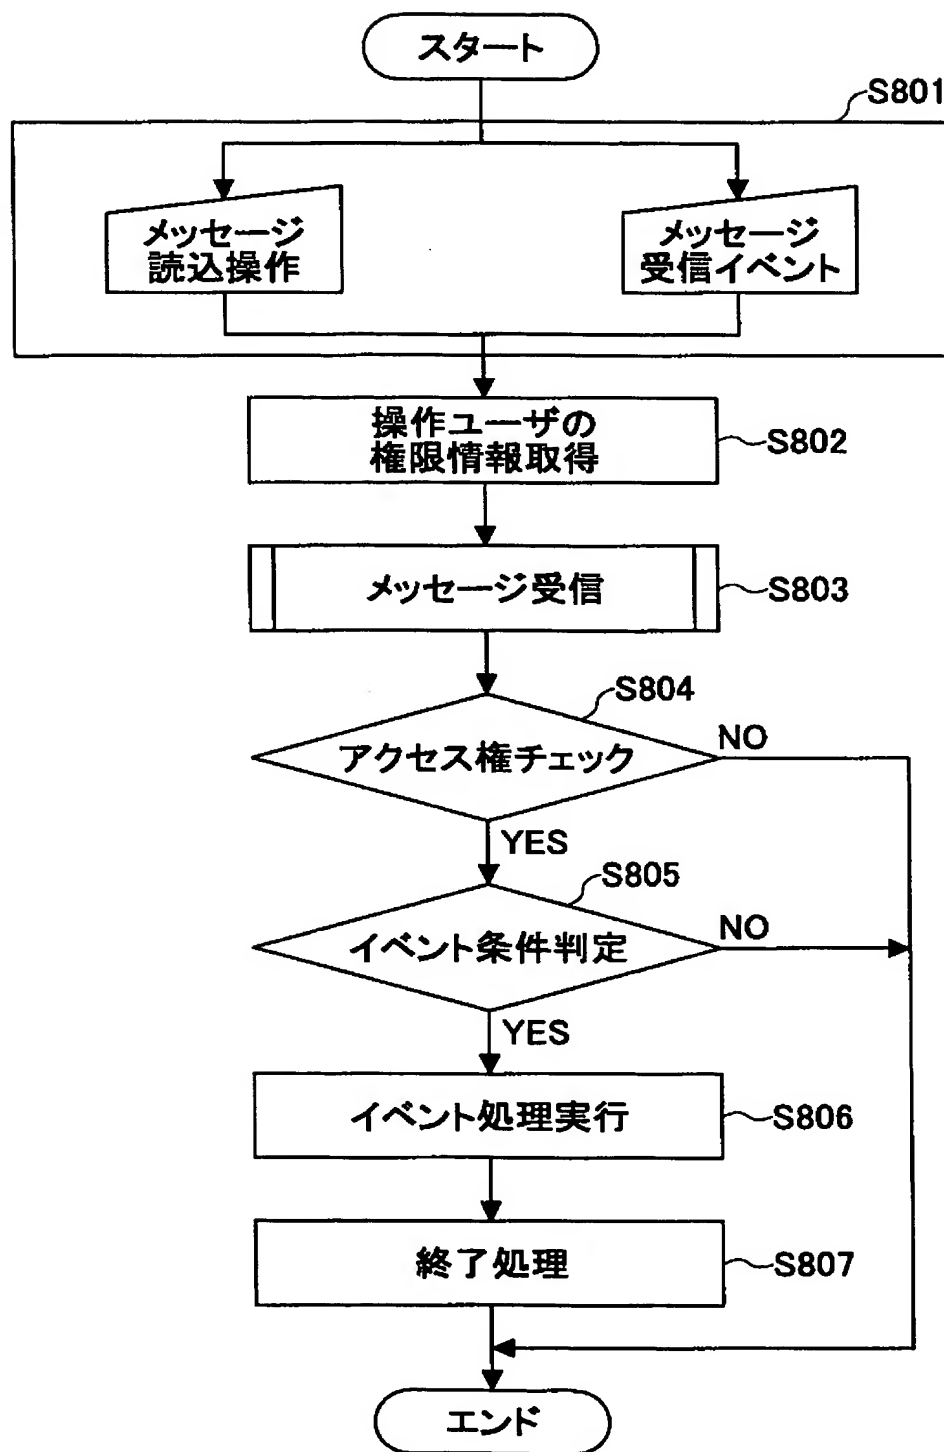 スタート
S801
メッセージ
読込操作
メッセージ
受信イベント
操作ユーザの
権限情報取得
S802
メッセージ受信
S803
S804
アクセス権チェック
NO
YES
S805
イベント条件判定
NO
YES
イベント処理実行
S806
終了処理
S807
エンド